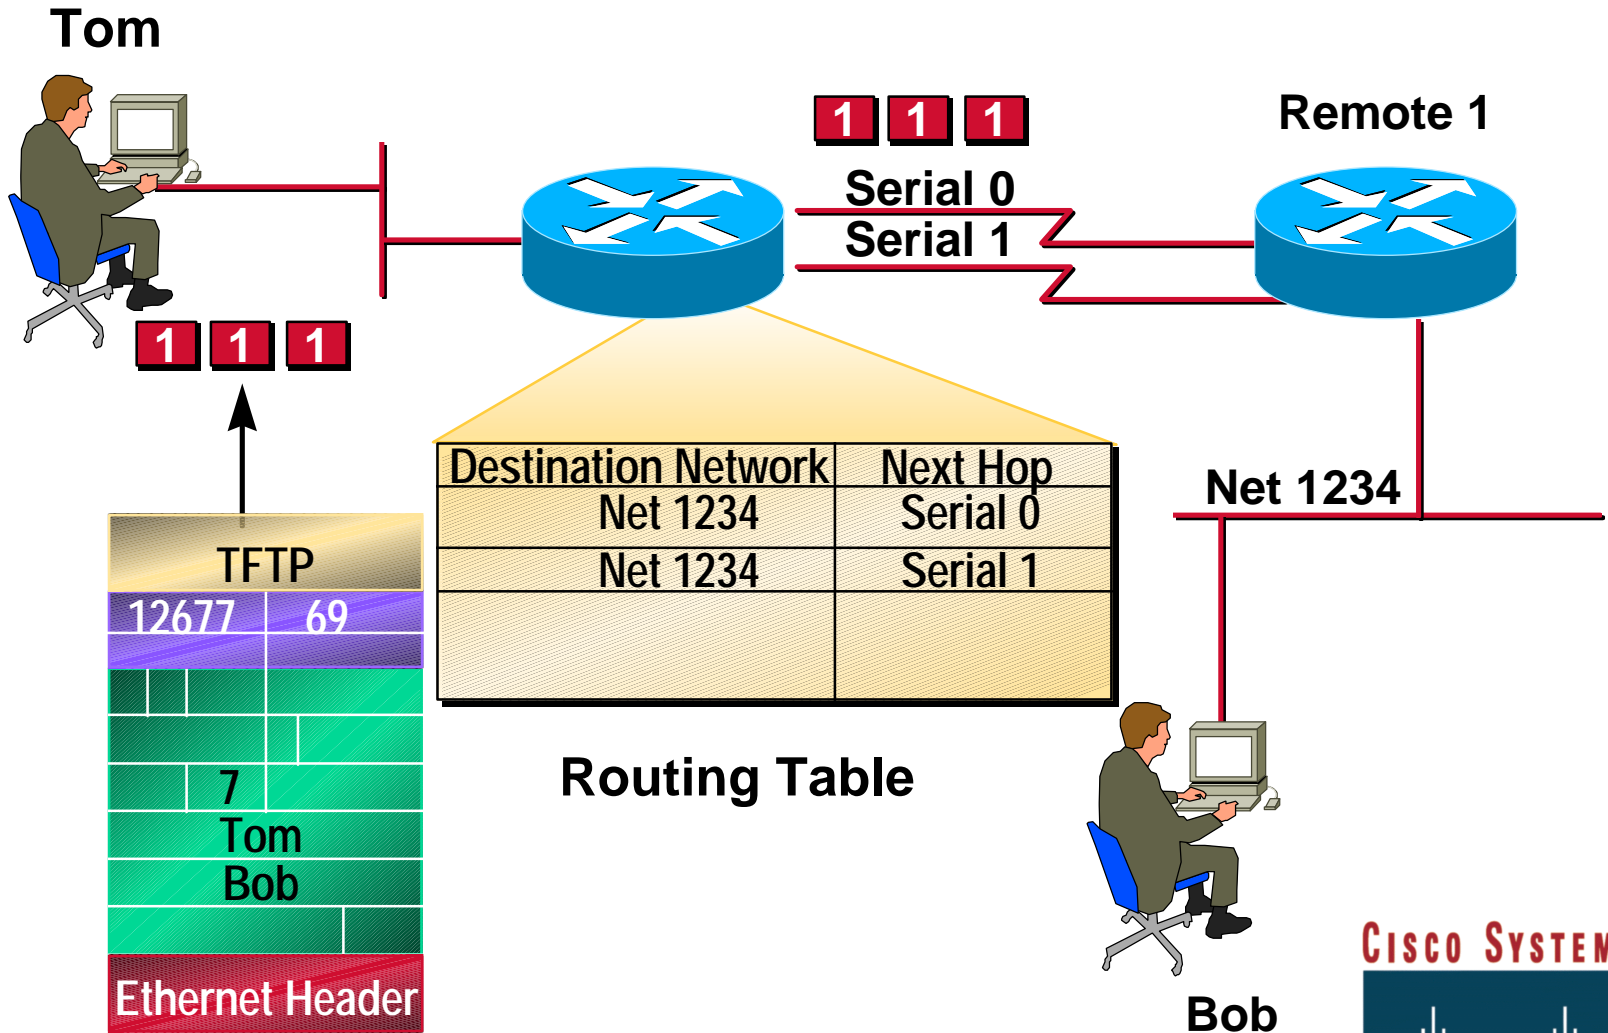 Tom
1 1 1
Remote 1
Serial 0
Serial 1
1 1 1
Destination Network Next Hop
Net 1234 Serial 0
Net 1234 Serial 1
Net 1234
TFTP
12677 69
7
Tom
Bob
Ethernet Header
Routing Table
Bob
CISCO SYSTEM